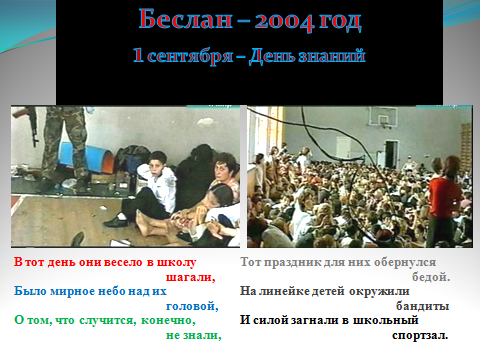 Беслан – 2004 год
1 сентября – День знаний
В тот день они весело в школу
шагали,
Было мирное небо над их
головой,
О том, что случится, конечно,
не знали,
Тот праздник для них обернулся
бедой.
На линейке детей окружили
бандиты
И силой загнали в школьный
спортзал.